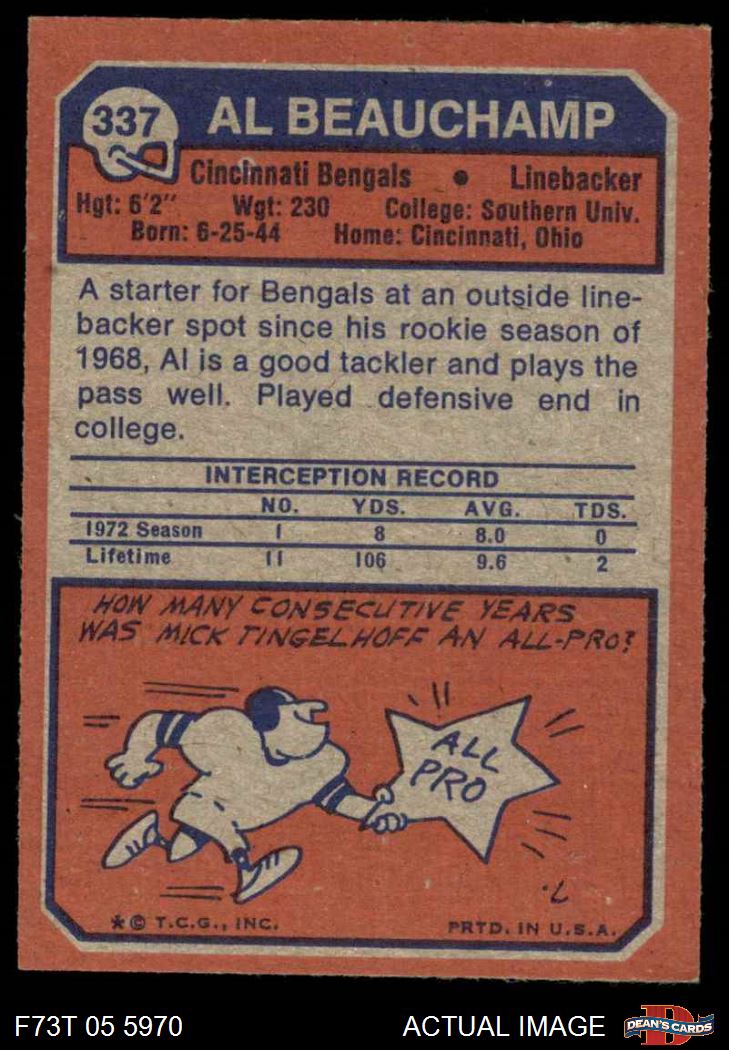 337 AL BEAUCHAMP
Cincinnati Bengals • Linebacker
Hgt: 6'2" Wgt: 230 College: Southern Univ.
Born: 6-25-44 Home: Cincinnati, Ohio
A starter for Bengals at an outside line-
backer spot since his rookie season of
1968, Al is a good tackler and plays the
pass well. Played defensive end in
college.
INTERCEPTION RECORD
NO. YDS. AVG. TDS.
1972 Season 1 8 8.0 0
Lifetime 11 106 9.6 2
HOW MANY CONSECUTIVE YEARS
WAS MICK TINGELHOFF AN ALL-PRO?
ALL
PRO
*© T.C.G., INC. PRTD. IN U.S.A.
F73T 05 5970 ACTUAL IMAGE DEAN'S CARDS